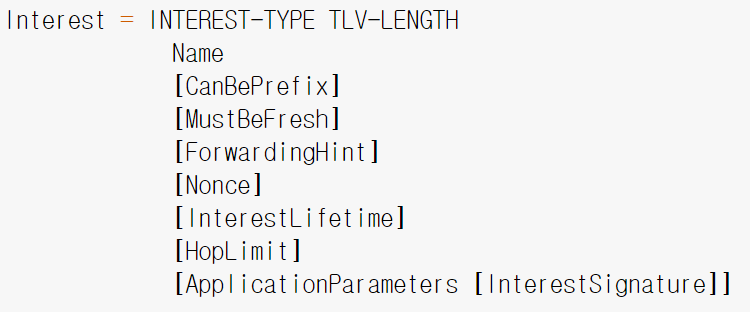 Interest = INTEREST-TYPE TLV-LENGTH
Name
[CanBePrefix]
[MustBeFresh]
[ForwardingHint]
[Nonce]
[InterestLifetime]
[HopLimit]
[ApplicationParameters [InterestSignature]]